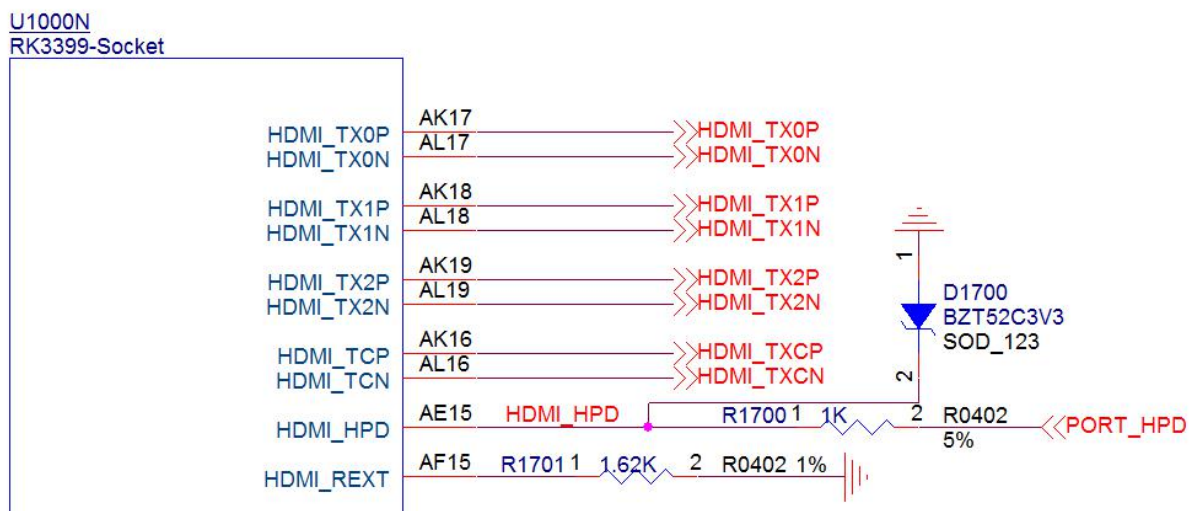 U1000N
RK3399-Socket
HDMI_TX0P AK17 HDMI_TX0P
HDMI_TX0N AL17 HDMI_TX0N
HDMI_TX1P AK18 HDMI_TX1P
HDMI_TX1N AL18 HDMI_TX1N
1
HDMI_TX2P AK19 HDMI_TX2P
HDMI_TX2N AL19 HDMI_TX2N
D1700
BZT52C3V3
SOD_123
HDMI_TCP AK16 HDMI_TXCP
HDMI_TCN AL16 HDMI_TXCN
2
HDMI_HPD AE15 HDMI_HPD R1700 1 1K 2 R0402 PORT_HPD
5%
HDMI_REXT AF15 R1701 1 1.62K 2 R0402 1%